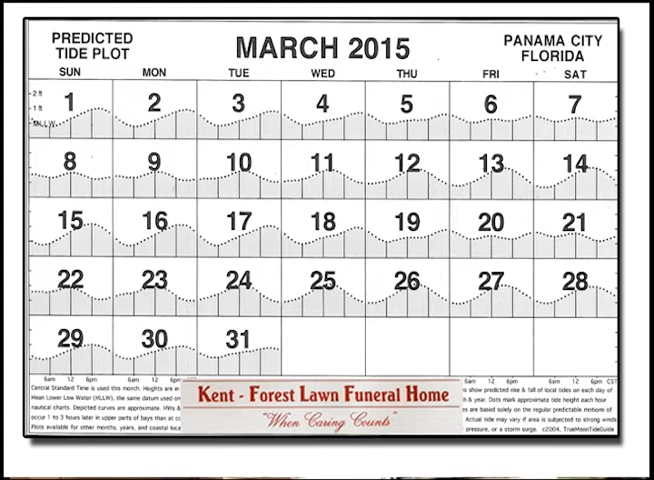 PREDICTED
TIDE PLOT
MARCH 2015
PANAMA CITY
FLORIDA
SUN MON TUE WED THU FRI SAT
2 ft
1 ft
MLLW
1 2 3 4 5 6 7
8 9 10 11 12 13 14
15 16 17 18 19 20 21
22 23 24 25 26 27 28
29 30 31
6am 12 6pm 6am 12 6pm 6am 12 6pm 6am 12 6pm CST
Central Standard Time is used this month. Heights are in
Mean Lower Low Water (MLLW), the same datum used on
nautical charts. Depicted curves are approximate.
occur 1 to 3 hours later in upper parts of bays than at
Plots available for other months, years, and coastal
Kent - Forest Lawn Funeral Home
"When Caring Counts"
show predicted rise & fall of local tides on each day of
& year. Dots mark approximate tide height each hour
are based solely on the regular predictable motions of
Actual tide may vary if area is subjected to strong winds
pressure, or a storm surge. ©2004, TrueMoonTideGuide